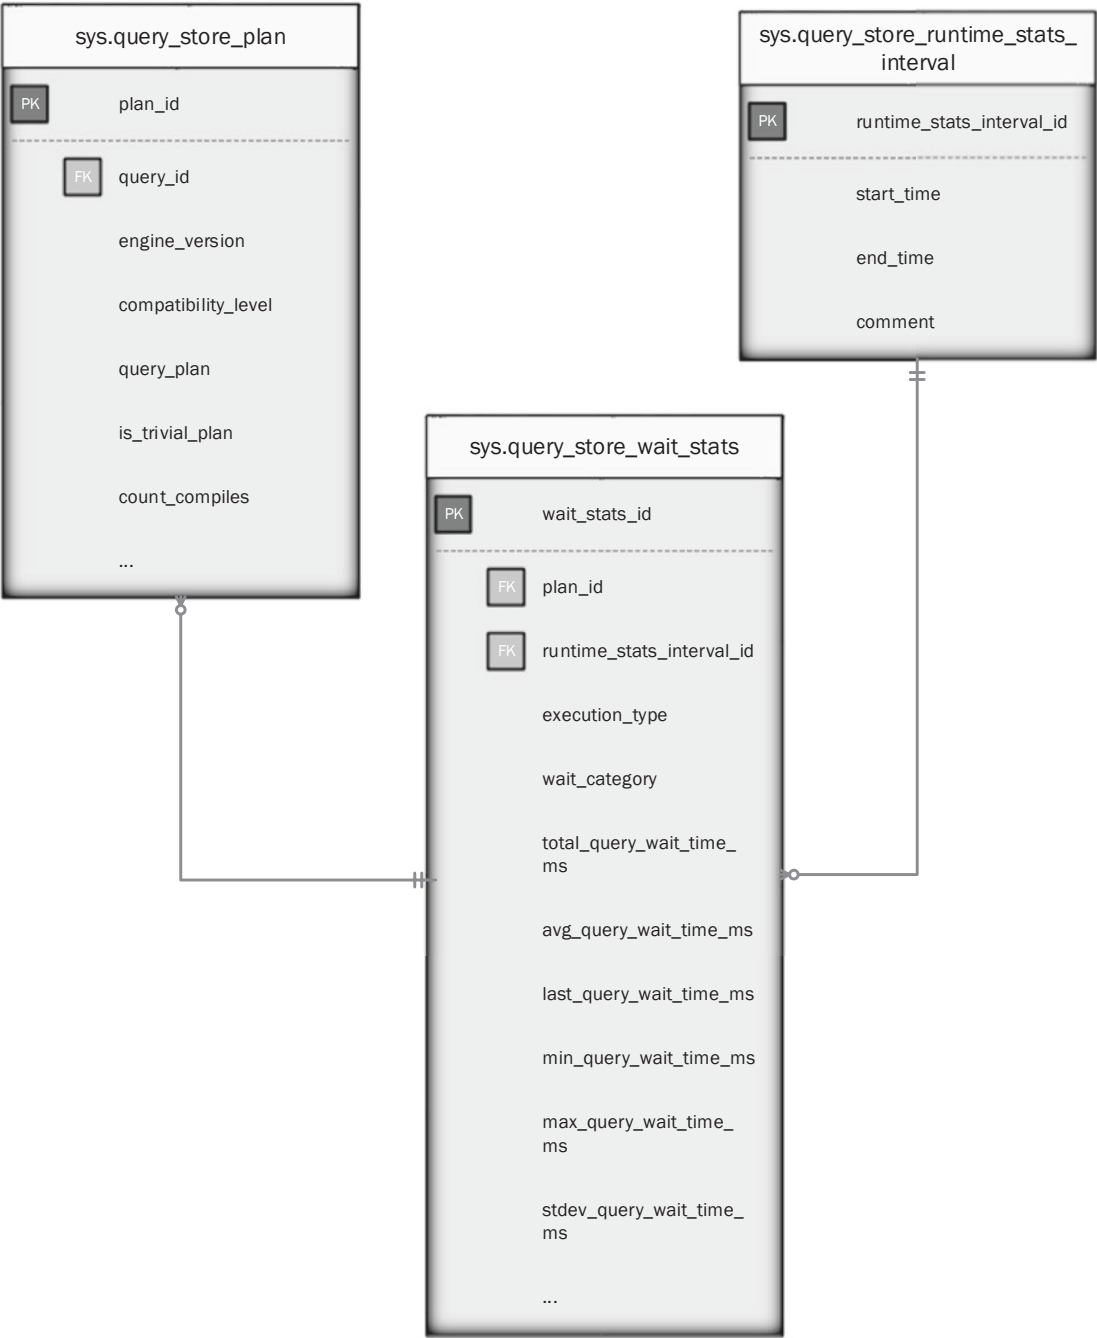 sys.query_store_plan
PK
plan_id
FK
query_id
engine_version
compatibility_level
query_plan
is_trivial_plan
count_compiles
...
sys.query_store_runtime_stats_
interval
PK
runtime_stats_interval_id
start_time
end_time
comment
sys.query_store_wait_stats
PK
wait_stats_id
FK
plan_id
FK
runtime_stats_interval_id
execution_type
wait_category
total_query_wait_time_
ms
avg_query_wait_time_ms
last_query_wait_time_ms
min_query_wait_time_ms
max_query_wait_time_
ms
stdev_query_wait_time_
ms
...